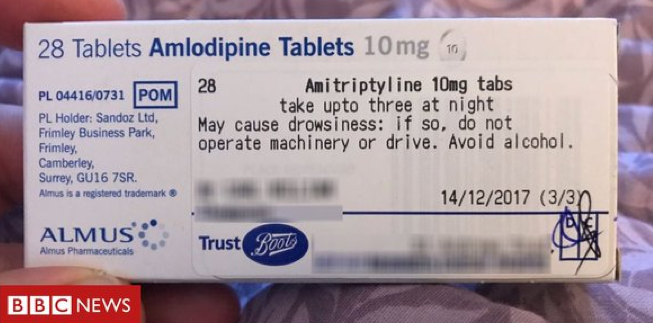 28 Tablets Amlodipine Tablets 10mg 10
PL 04416/0731 POM
PL Holder: Sandoz Ltd,
Frimley Business Park,
Frimley,
Camberley,
Surrey, GU16 7SR.
Almus is a registered trademark ®
ALMUS
Almus Pharmaceuticals
28 Amitriptyline 10mg tabs
take upto three at night
May cause drowsiness: if so, do not
operate machinery or drive. Avoid alcohol.
14/12/2017 (3/3)
Trust Boots
BBC NEWS